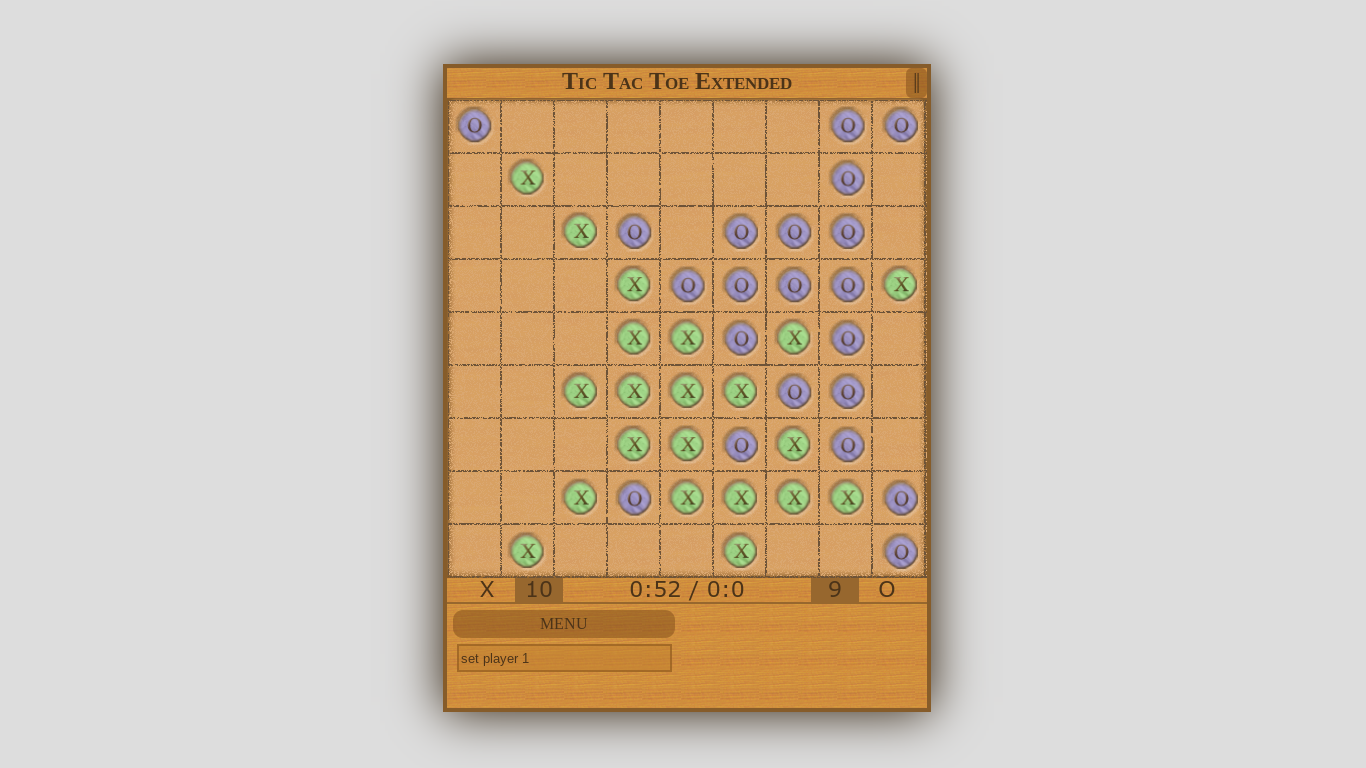 Tic Tac Toe Extended ||
O O O
X O
X O O O O
X O O O O X
X X O X O
X X X X O O
X X O X O
X O X X X X O
X X O
X 10 0:52 / 0:0 9 O
MENU
set player 1